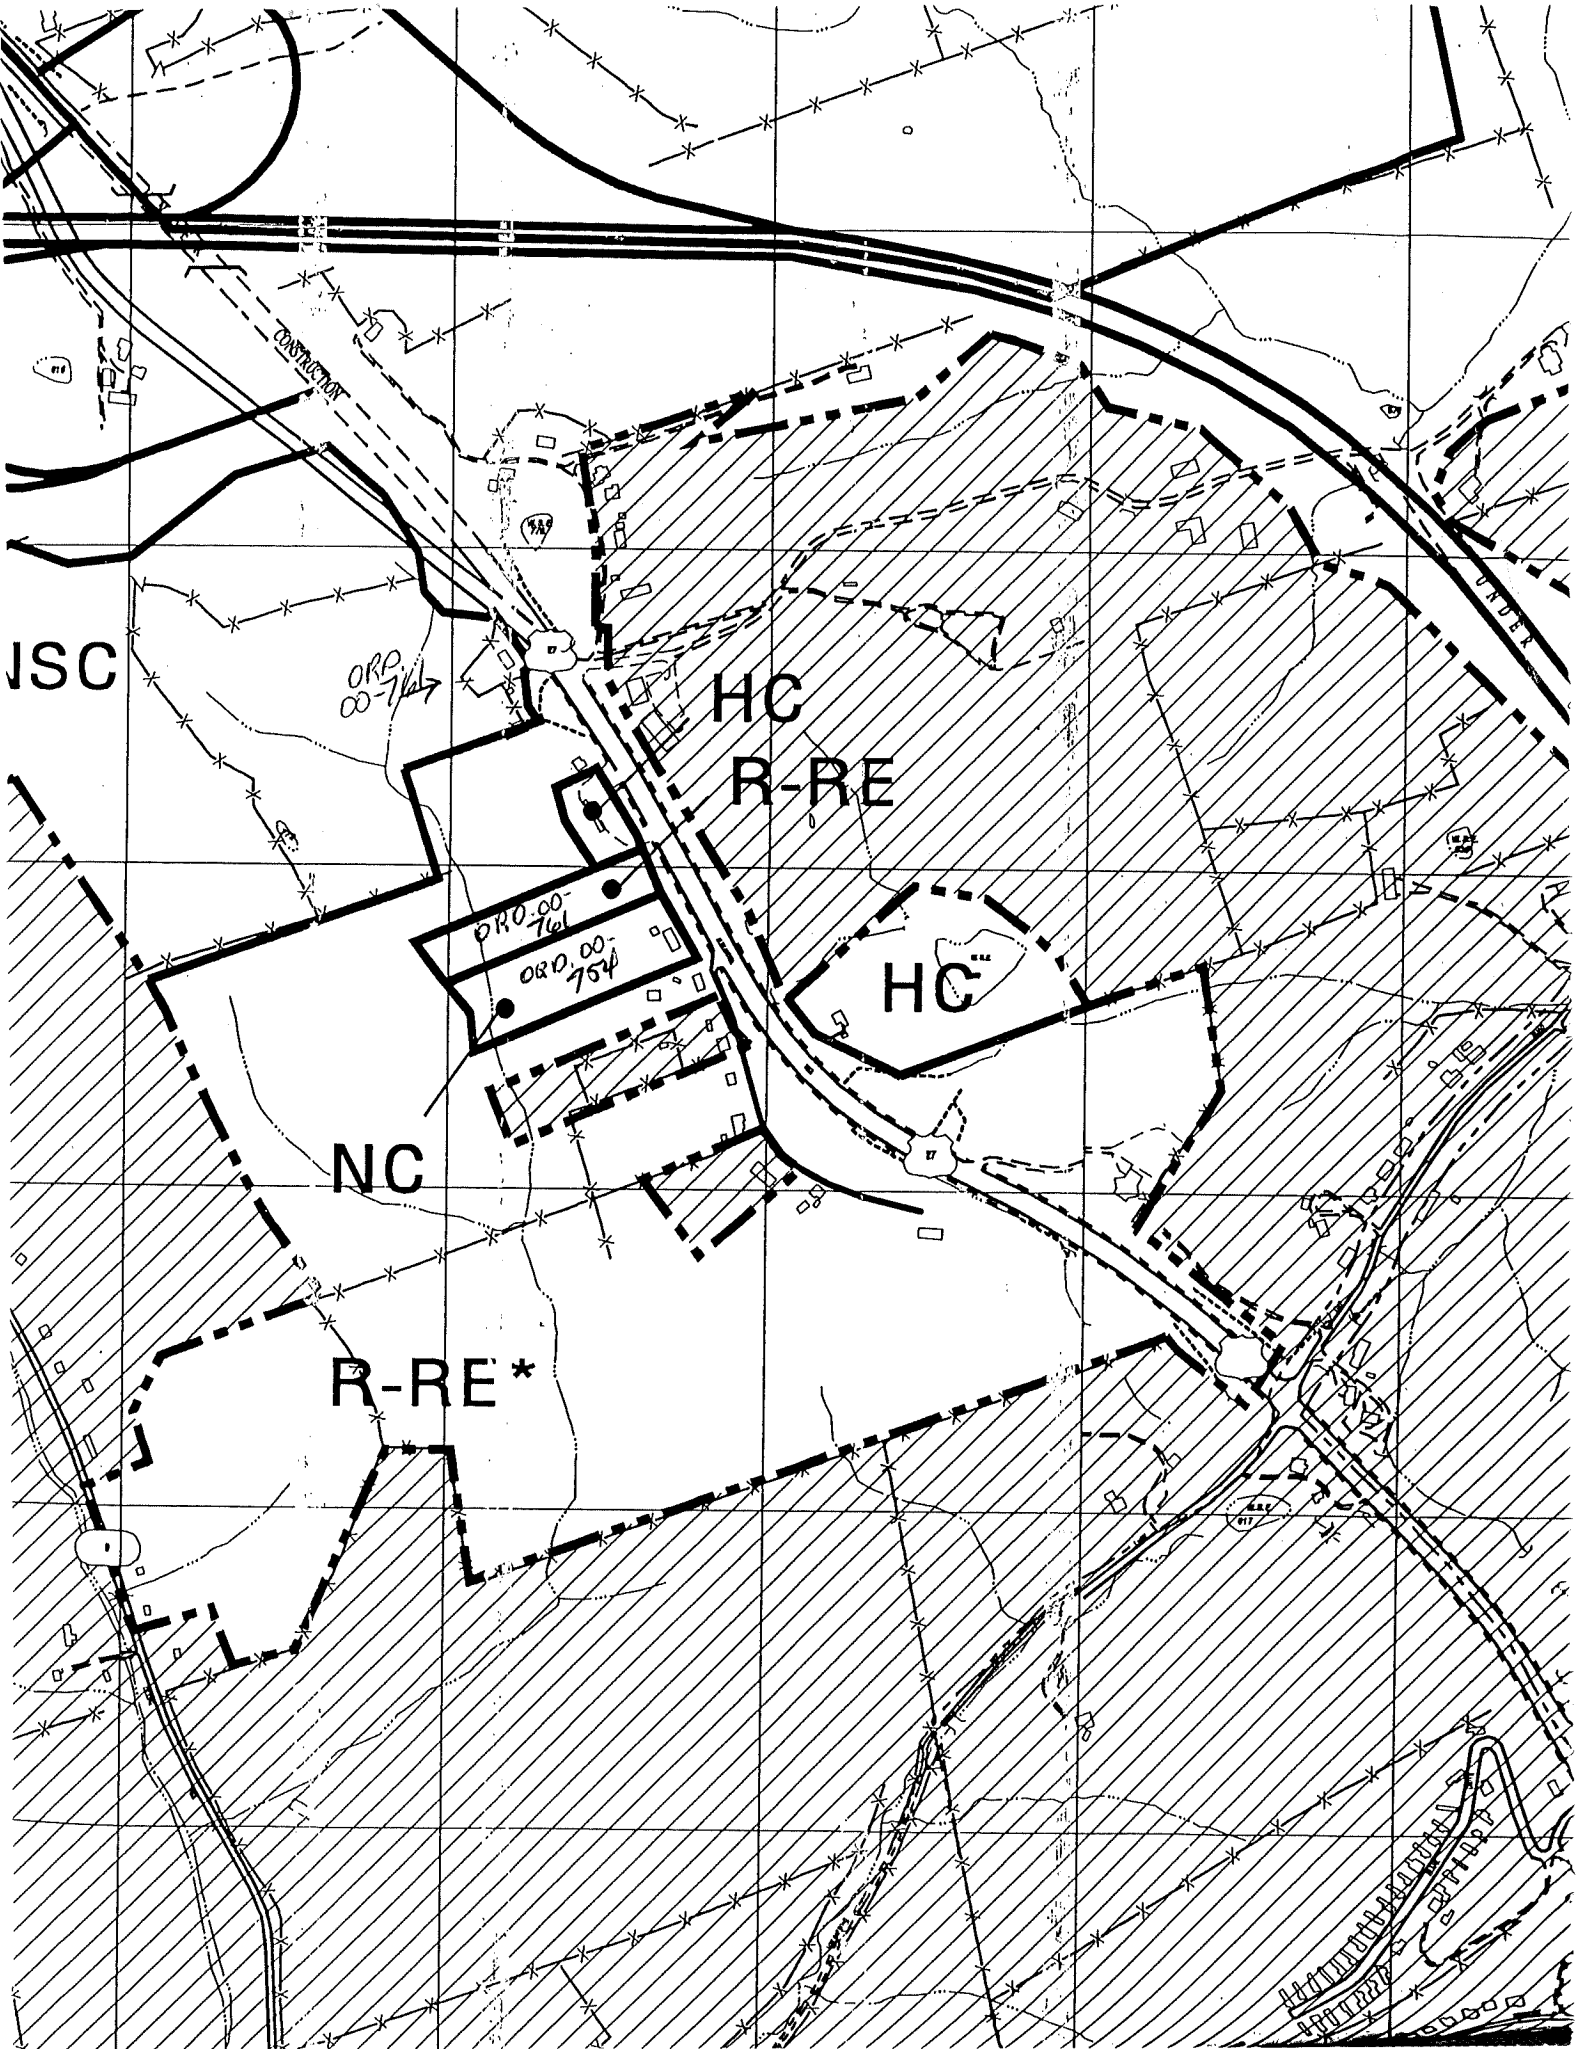 CONSTRUCTION
UNDER
NSC
ORD.
00-761
HC
R-RE
ORD. 00-
761
ORD. 00-
754
HC
NC
R-RE*